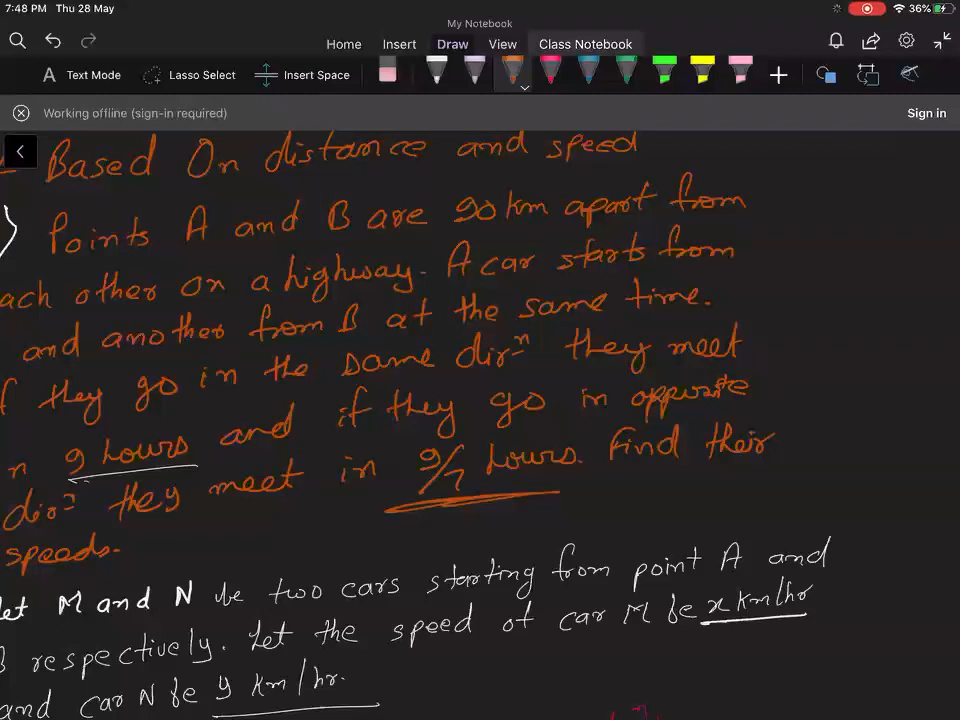 7:48 PM Thu 28 May 36%
My Notebook
Home Insert Draw View Class Notebook
Text Mode Lasso Select Insert Space
Working offline (sign-in required) Sign in
Based On distance and speed
Points A and B are 90 km apart from
ach other on a highway. A car starts from
and another from B at the same time.
f they go in the same dirⁿ they meet
n 9 hours and if they go in opposite
dirⁿ they meet in 9/7 hours. Find their
speeds.
let M and N be two cars starting from point A and
B respectively. Let the speed of car M be x km/hr
and car N be y km/hr.